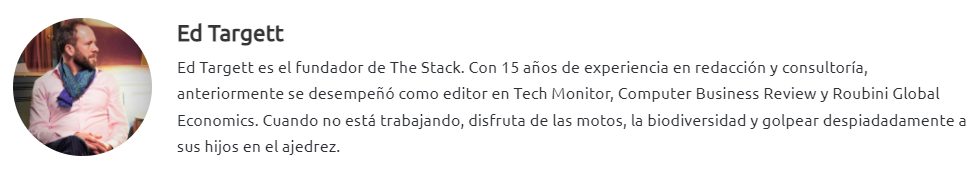 Ed Targett
Ed Targett es el fundador de The Stack. Con 15 años de experiencia en redacción y consultoría,
anteriormente se desempeñó como editor en Tech Monitor, Computer Business Review y Roubini Global
Economics. Cuando no está trabajando, disfruta de las motos, la biodiversidad y golpear despiadadamente a
sus hijos en el ajedrez.